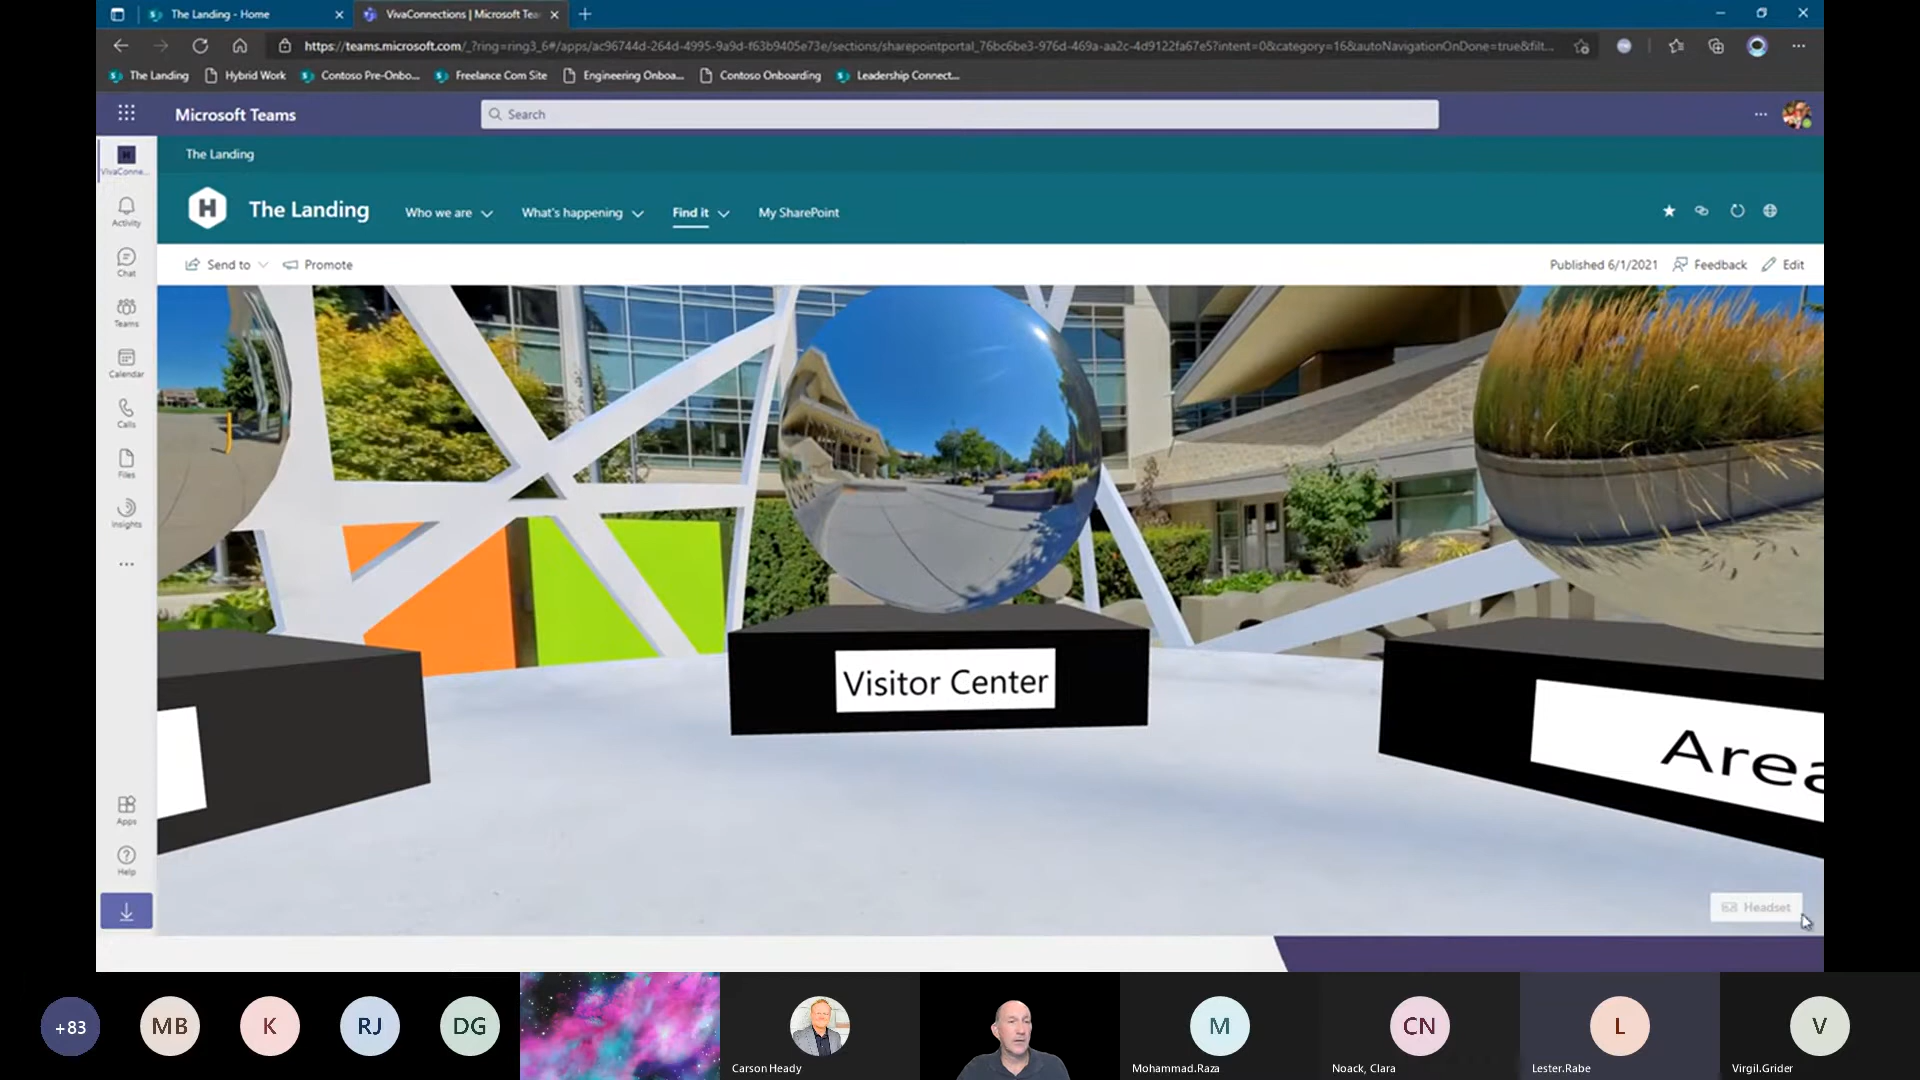 The Landing - Home
VivaConnections | Microsoft Tea
https://teams.microsoft.com/_?ring=ring3_6#/apps/ac96744d-264d-4995-9a9d-f63b9405e73e/sections/sharepointportal_76bc6be3-976d-469a-aa2c-4d9122fa67e5?intent=0&category=16&autoNavigationOnDone=true&filt...
The Landing
Hybrid Work
Contoso Pre-Onbo...
Freelance Com Site
Engineering Onboa...
Contoso Onboarding
Leadership Connect...
Microsoft Teams
Search
VivaConne...
Activity
Chat
Teams
Calendar
Calls
Files
Insights
Apps
Help
The Landing
H
The Landing
Who we are
What's happening
Find it
My SharePoint
Send to
Promote
Published 6/1/2021
Feedback
Edit
Visitor Center
Area
Headset
+83
MB
K
RJ
DG
Carson Heady
M
Mohammad.Raza
CN
Noack, Clara
L
Lester.Rabe
V
Virgil.Grider